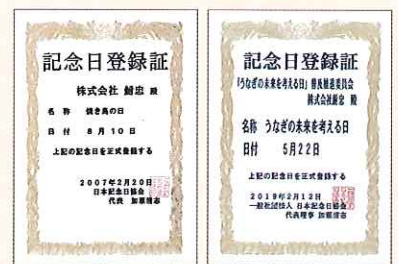 記念日登録証
株式会社 鮒忠 殿
名称 焼き鳥の日
日付 8月10日
上記の記念日を正式登録する
2007年2月20日
日本記念日協会
代表 加瀬清志
記念日登録証
「うなぎの未来を考える日」普及推進委員会
株式会社鮒忠 殿
名称 うなぎの未来を考える日
日付 5月22日
上記の記念日を正式登録する
2019年2月13日
一般社団法人 日本記念日協会
代表理事 加瀬清志